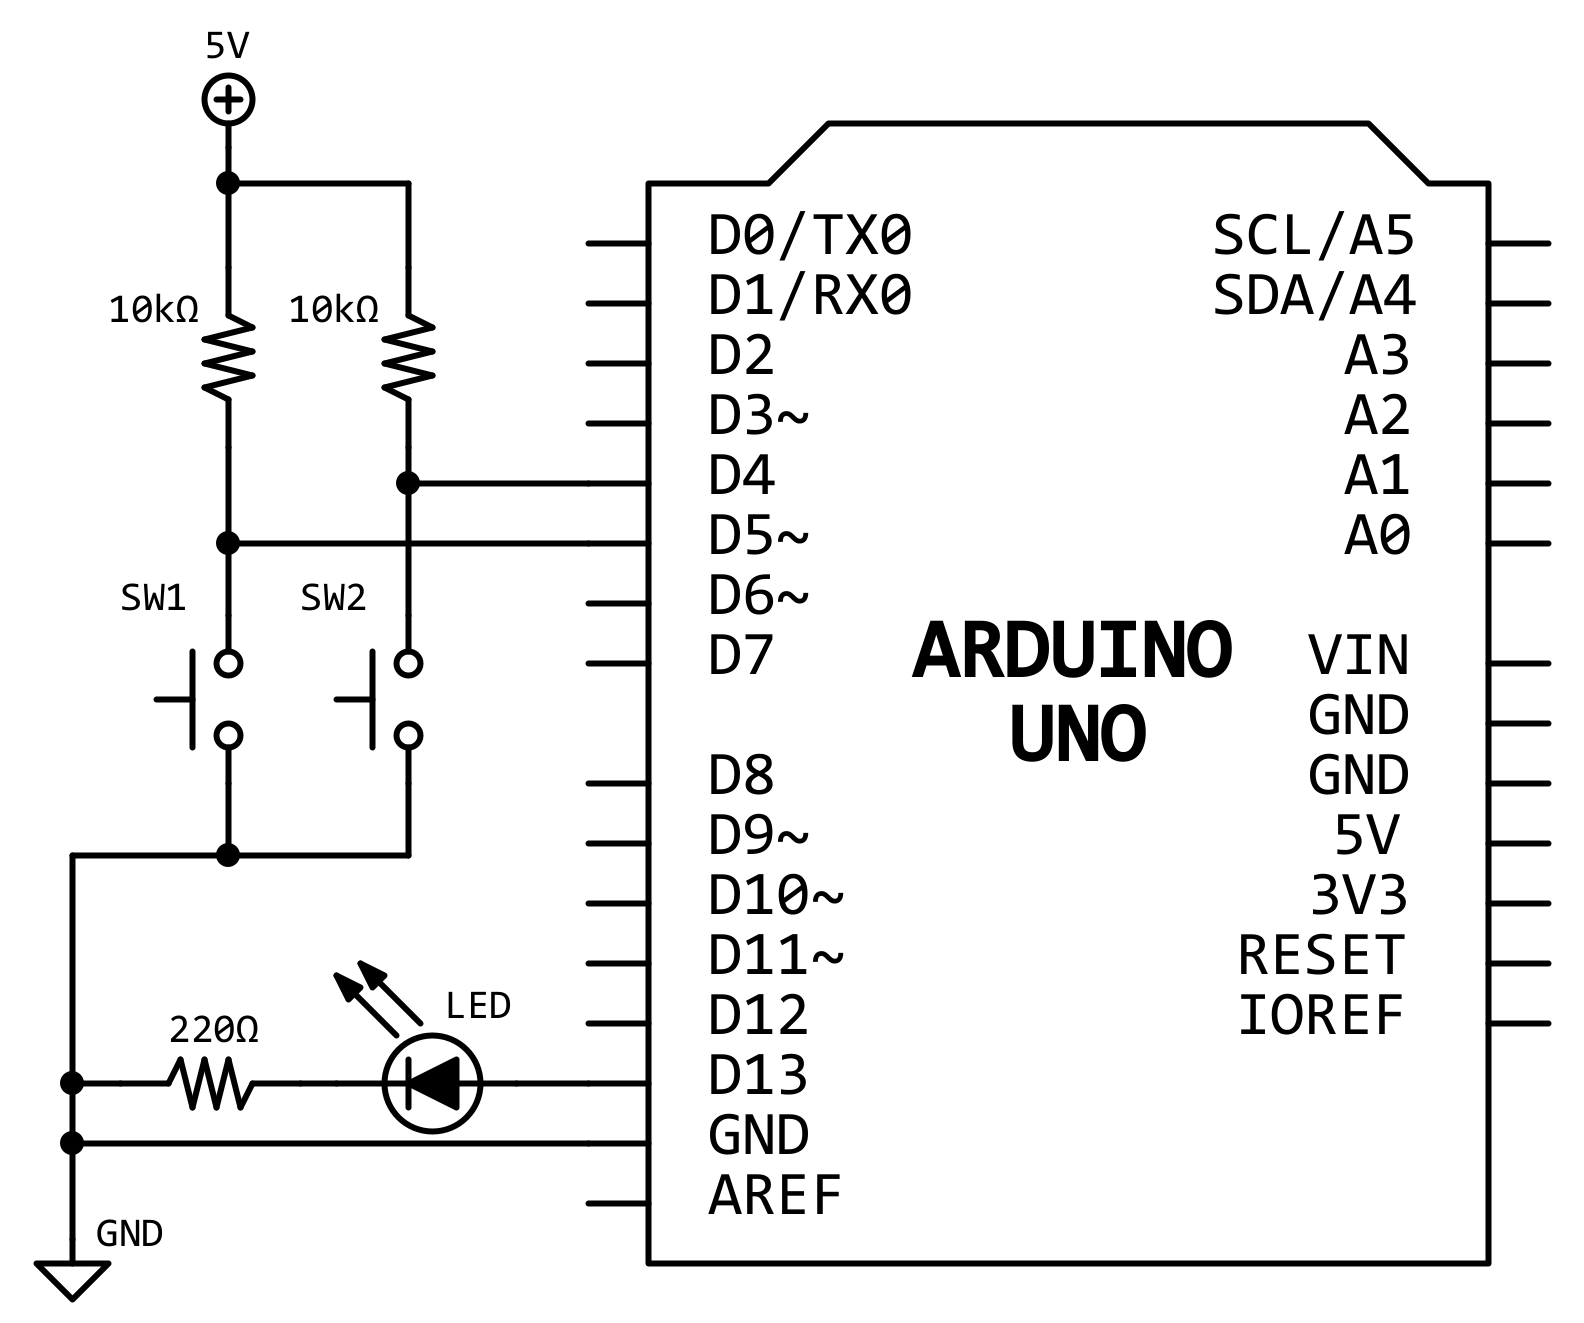 5V
10kΩ
10kΩ
SW1
SW2
220Ω
LED
GND
D0/TX0
D1/RX0
D2
D3~
D4
D5~
D6~
D7
D8
D9~
D10~
D11~
D12
D13
GND
AREF
ARDUINO
UNO
SCL/A5
SDA/A4
A3
A2
A1
A0
VIN
GND
GND
5V
3V3
RESET
IOREF